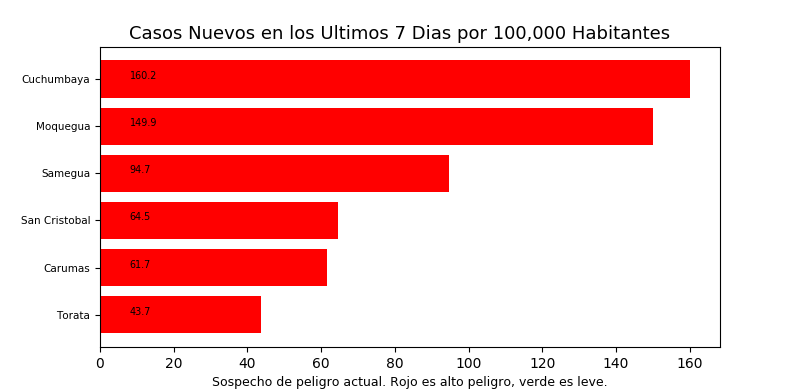 Casos Nuevos en los Ultimos 7 Dias por 100,000 Habitantes
Cuchumbaya 160.2
Moquegua 149.9
Samegua 94.7
San Cristobal 64.5
Carumas 61.7
Torata 43.7
0 20 40 60 80 100 120 140 160
Sospecho de peligro actual. Rojo es alto peligro, verde es leve.